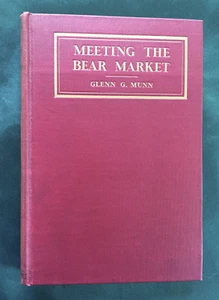 MEETING THE
BEAR MARKET
GLENN G. MUNN